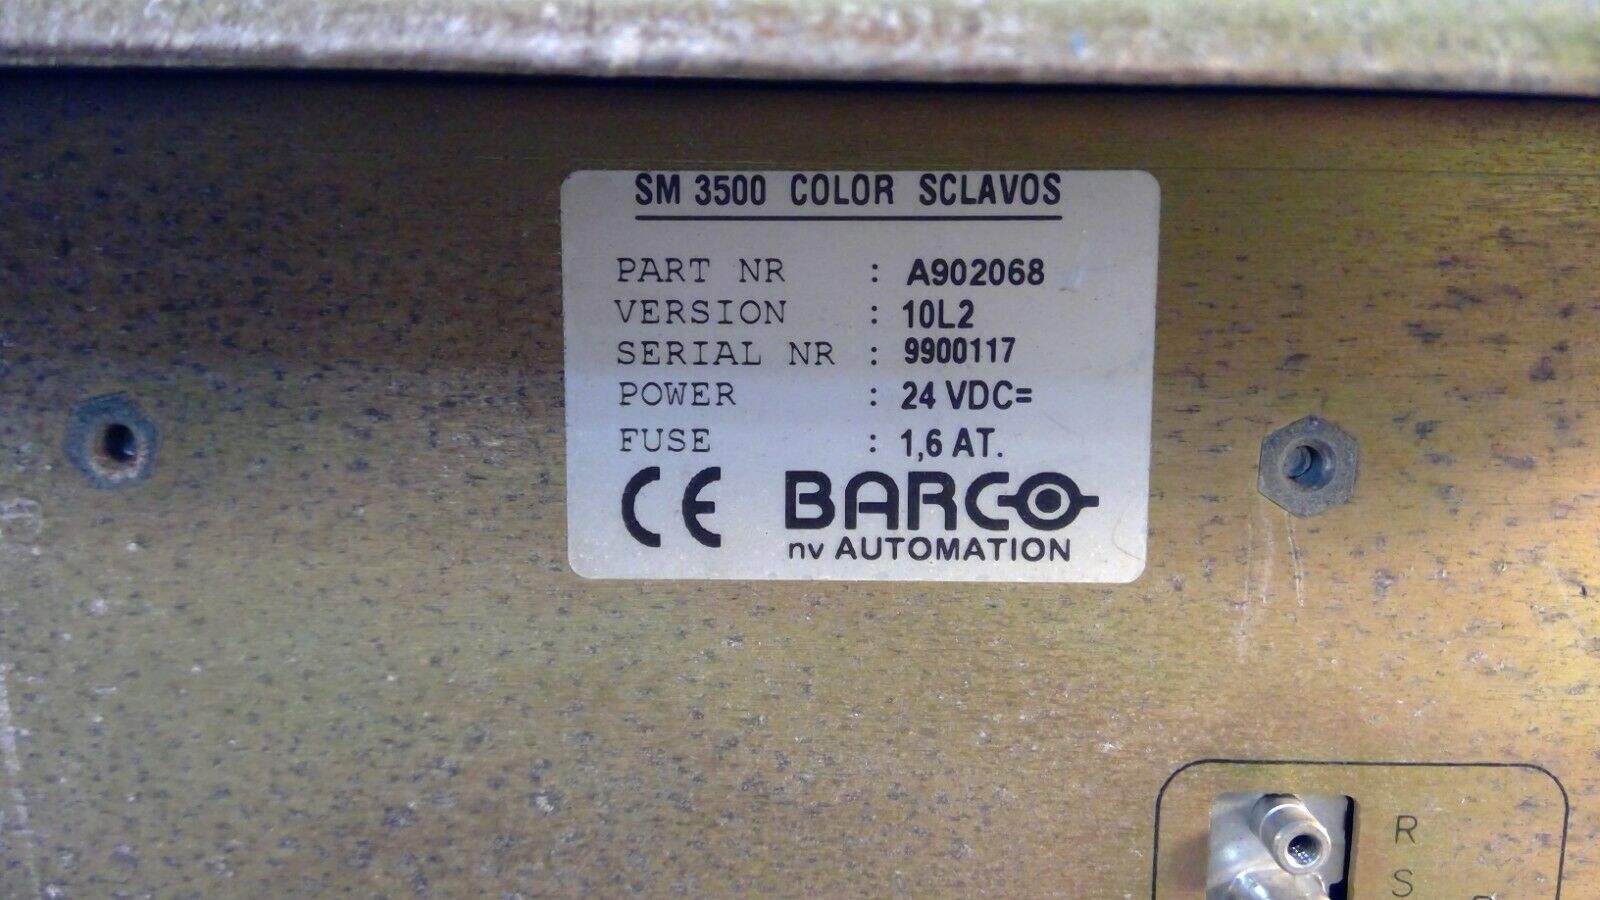 SM 3500 COLOR SCLAVOS
PART NR : A902068
VERSION : 10L2
SERIAL NR : 9900117
POWER : 24 VDC=
FUSE : 1,6 AT.
CE BARCO
nv AUTOMATION
R
S